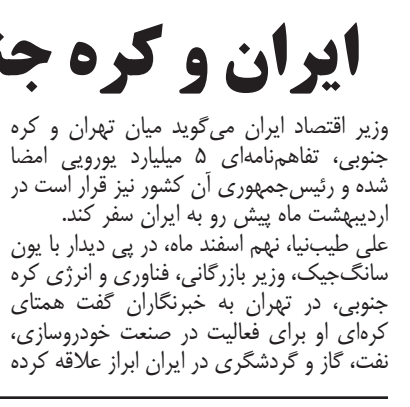 ایران و کره
وزیر اقتصاد ایران می‌گوید میان تهران و کره
جنوبی، تفاهم‌نامه‌ای ۵ میلیارد یورویی امضا
شده و رئیس‌جمهوری آن کشور نیز قرار است در
اردیبهشت ماه پیش رو به ایران سفر کند.
علی طیب‌نیا، نهم اسفند ماه، در پی دیدار با یون
سانگ‌جیک، وزیر بازرگانی، فناوری و انرژی کره
جنوبی، در تهران به خبرنگاران گفت همتای
کره‌ای او برای فعالیت در صنعت خودروسازی،
نفت، گاز و گردشگری در ایران ابراز علاقه کرده